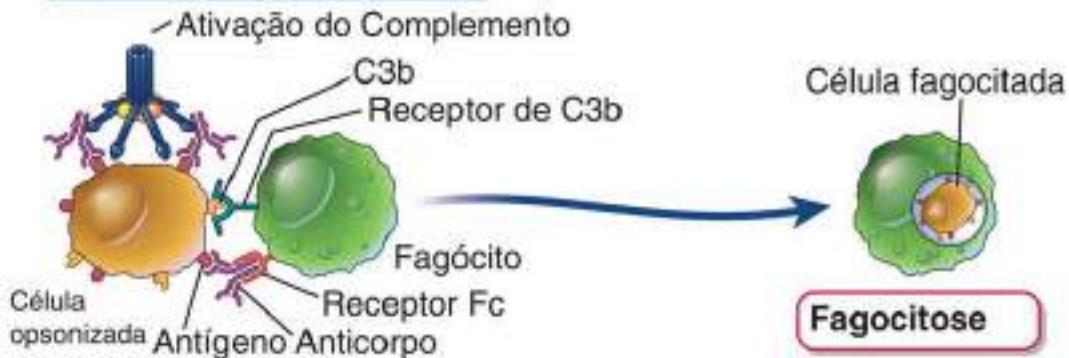 Ativação do Complemento
C3b
Receptor de C3b
Célula fagocitada
Fagócito
Receptor Fc
Célula
opsonizada
Antígeno Anticorpo
Fagocitose